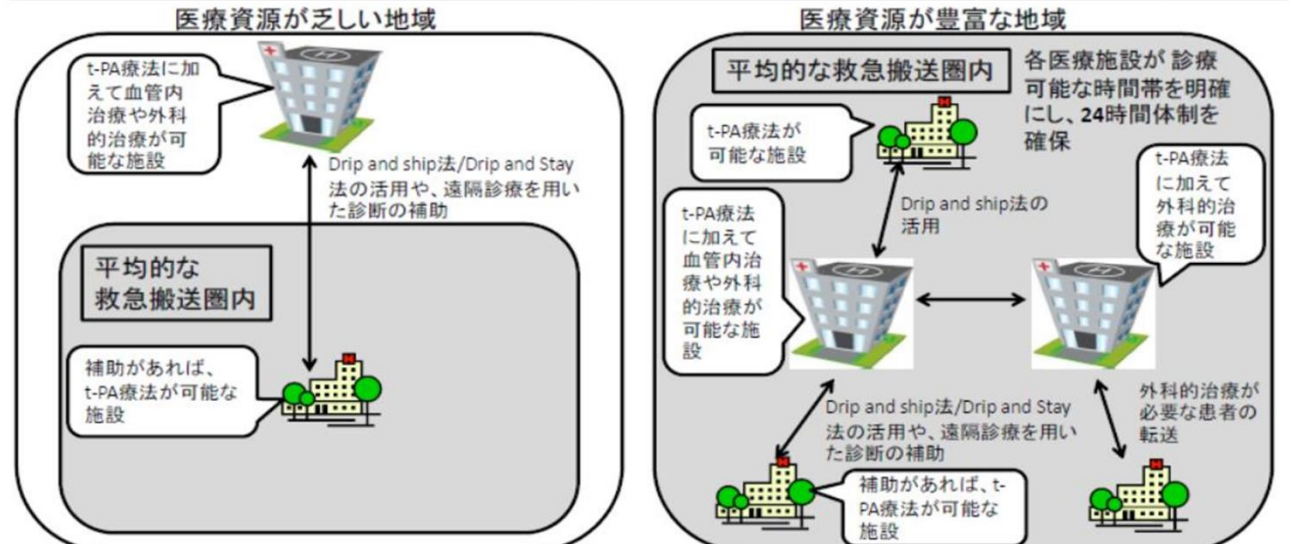 医療資源が乏しい地域
t-PA療法に加
えて血管内
治療や外科
的治療が可
能な施設
Drip and ship法/Drip and Stay
法の活用や、遠隔診療を用い
た診断の補助
平均的な
救急搬送圏内
補助があれば、
t-PA療法が可能な
施設
医療資源が豊富な地域
平均的な救急搬送圏内
各医療施設が 診療
可能な時間帯を明確
にし、24時間体制を
確保
t-PA療法が
可能な施設
t-PA療法
に加えて
外科的治
療が可能
な施設
Drip and ship法の
活用
t-PA療法
に加えて
血管内治
療や外科
的治療が
可能な施
設
外科的治療が
必要な患者の
転送
Drip and ship法/Drip and Stay
法の活用や、遠隔診療を用い
た診断の補助
補助があれば、t-
PA療法が可能な
施設